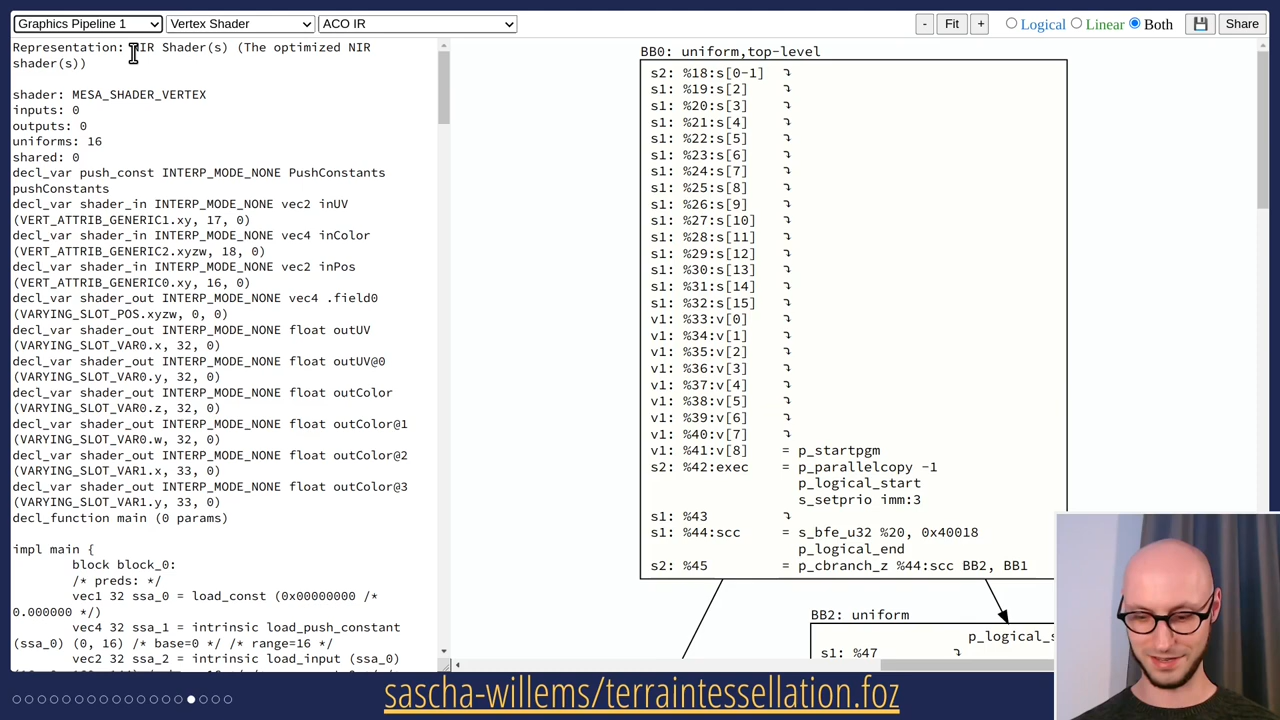 Graphics Pipeline 1 Vertex Shader ACO IR - Fit + Logical Linear Both 💾 Share
Representation: NIR Shader(s) (The optimized NIR
shader(s))
shader: MESA_SHADER_VERTEX
inputs: 0
outputs: 0
uniforms: 16
shared: 0
decl_var push_const INTERP_MODE_NONE PushConstants
pushConstants
decl_var shader_in INTERP_MODE_NONE vec2 inUV
(VERT_ATTRIB_GENERIC1.xy, 17, 0)
decl_var shader_in INTERP_MODE_NONE vec4 inColor
(VERT_ATTRIB_GENERIC2.xyzw, 18, 0)
decl_var shader_in INTERP_MODE_NONE vec2 inPos
(VERT_ATTRIB_GENERIC0.xy, 16, 0)
decl_var shader_out INTERP_MODE_NONE vec4 .field0
(VARYING_SLOT_POS.xyzw, 0, 0)
decl_var shader_out INTERP_MODE_NONE float outUV
(VARYING_SLOT_VAR0.x, 32, 0)
decl_var shader_out INTERP_MODE_NONE float outUV@0
(VARYING_SLOT_VAR0.y, 32, 0)
decl_var shader_out INTERP_MODE_NONE float outColor
(VARYING_SLOT_VAR0.z, 32, 0)
decl_var shader_out INTERP_MODE_NONE float outColor@1
(VARYING_SLOT_VAR0.w, 32, 0)
decl_var shader_out INTERP_MODE_NONE float outColor@2
(VARYING_SLOT_VAR1.x, 33, 0)
decl_var shader_out INTERP_MODE_NONE float outColor@3
(VARYING_SLOT_VAR1.y, 33, 0)
decl_function main (0 params)
impl main {
block block_0:
/* preds: */
vec1 32 ssa_0 = load_const (0x00000000 /*
0.000000 */)
vec4 32 ssa_1 = intrinsic load_push_constant
(ssa_0) (0, 16) /* base=0 */ /* range=16 */
vec2 32 ssa_2 = intrinsic load_input (ssa_0)
BB0: uniform,top-level
s2: %18:s[0-1]
s1: %19:s[2]
s1: %20:s[3]
s1: %21:s[4]
s1: %22:s[5]
s1: %23:s[6]
s1: %24:s[7]
s1: %25:s[8]
s1: %26:s[9]
s1: %27:s[10]
s1: %28:s[11]
s1: %29:s[12]
s1: %30:s[13]
s1: %31:s[14]
s1: %32:s[15]
v1: %33:v[0]
v1: %34:v[1]
v1: %35:v[2]
v1: %36:v[3]
v1: %37:v[4]
v1: %38:v[5]
v1: %39:v[6]
v1: %40:v[7]
v1: %41:v[8] = p_startpgm
s2: %42:exec = p_parallelcopy -1
p_logical_start
s_setprio imm:3
s1: %43
s1: %44:scc = s_bfe_u32 %20, 0x40018
p_logical_end
s2: %45 = p_cbranch_z %44:scc BB2, BB1
BB2: uniform
p_logical_s
s1: %47
sascha-willems/terraintessellation.foz